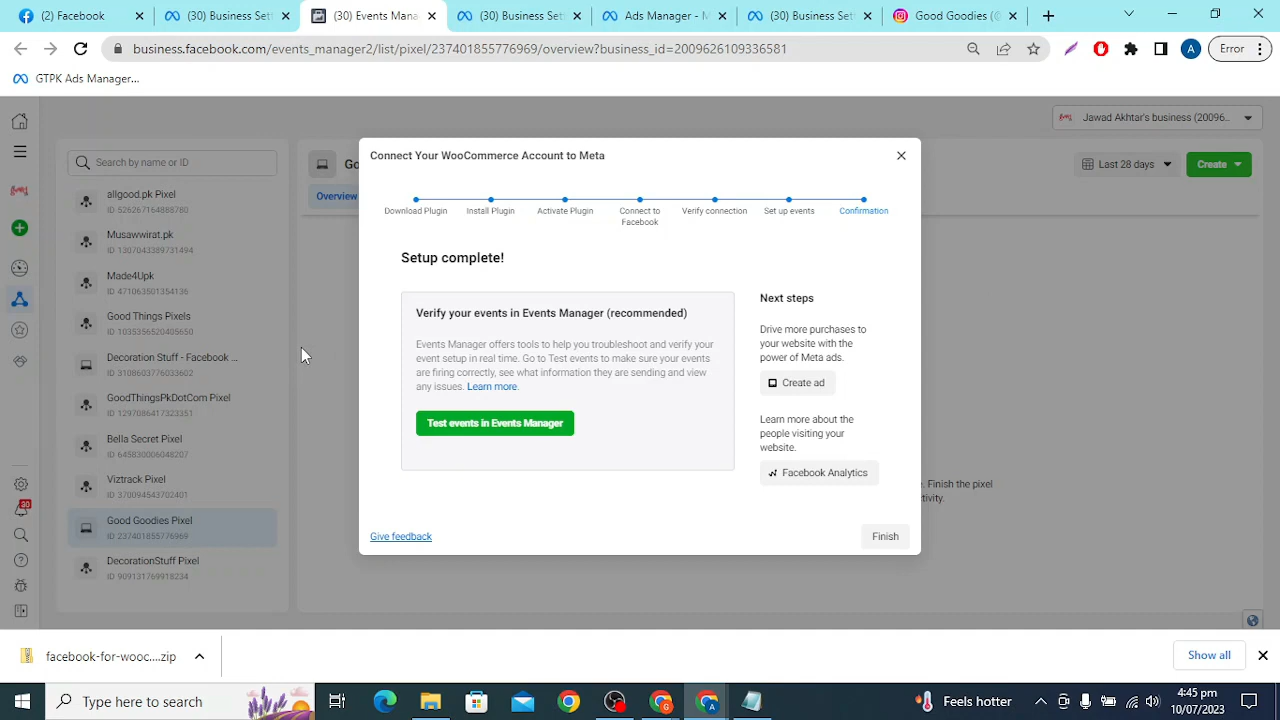 (30) Facebook
(30) Business Set
(30) Events Mana
(30) Business Set
Ads Manager - M
(30) Business Set
Good Goodies (@
business.facebook.com/events_manager2/list/pixel/237401855776969/overview?business_id=2009626109336581
A
Error
GTPK Ads Manager...
Jawad Akhtar's business (20096...
Search by name or ID
allgood.pk Pixel
ID 526267164888780
Musawwirat.pk
ID 1307043389731494
Made4Upk
ID 471063501354136
Good Things Pixels
ID 1035356520405650
Decoration Stuff - Facebook ...
ID 3108603776033602
GoodThingsPkDotCom Pixel
ID 1297086417323351
Bella Secret Pixel
ID 645830006048207
Viztrack Pixel
ID 370094543702401
Good Goodies Pixel
ID 237401855776969
DecorationStuff Pixel
ID 909131769918234
30
Go
Overview
Last 28 days
Create
Connect Your WooCommerce Account to Meta
Download Plugin
Install Plugin
Activate Plugin
Connect to
Facebook
Verify connection
Set up events
Confirmation
Setup complete!
Verify your events in Events Manager (recommended)
Events Manager offers tools to help you troubleshoot and verify your
event setup in real time. Go to Test events to make sure your events
are firing correctly, see what information they are sending and view
any issues. Learn more.
Test events in Events Manager
Next steps
Drive more purchases to
your website with the
power of Meta ads.
Create ad
Learn more about the
people visiting your
website.
Facebook Analytics
. Finish the pixel
tivity.
Give feedback
Finish
facebook-for-wooc....zip
Show all
Type here to search
G
A
Feels hotter
4:45 pm
10/07/2023